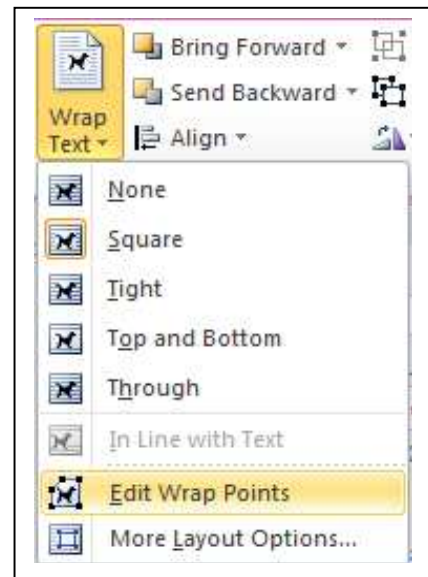 Bring Forward
Send Backward
Wrap
Text
Align
None
Square
Tight
Top and Bottom
Through
In Line with Text
Edit Wrap Points
More Layout Options...